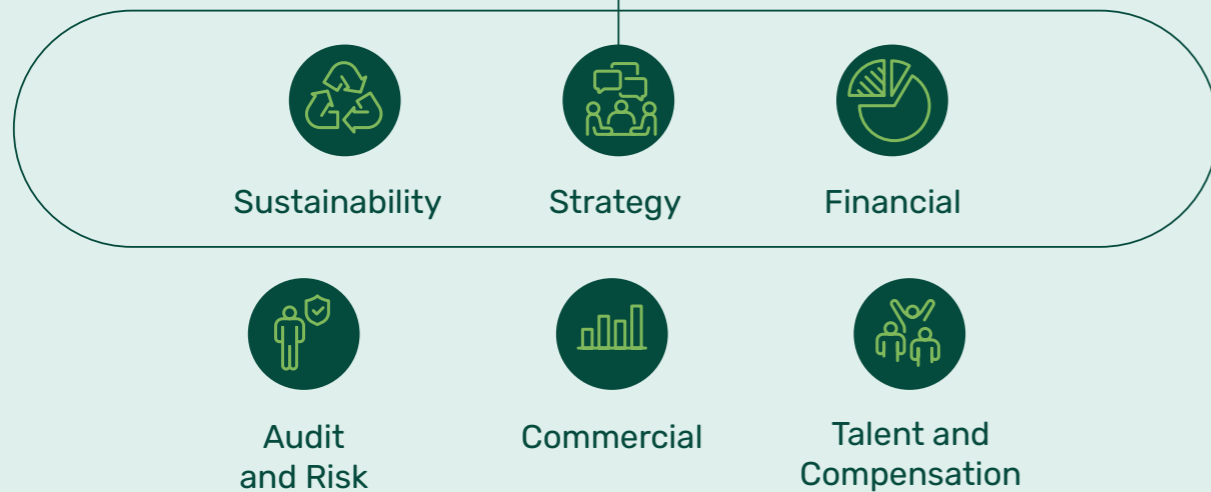 Sustainability
Strategy
Financial
Audit
and Risk
Commercial
Talent and
Compensation